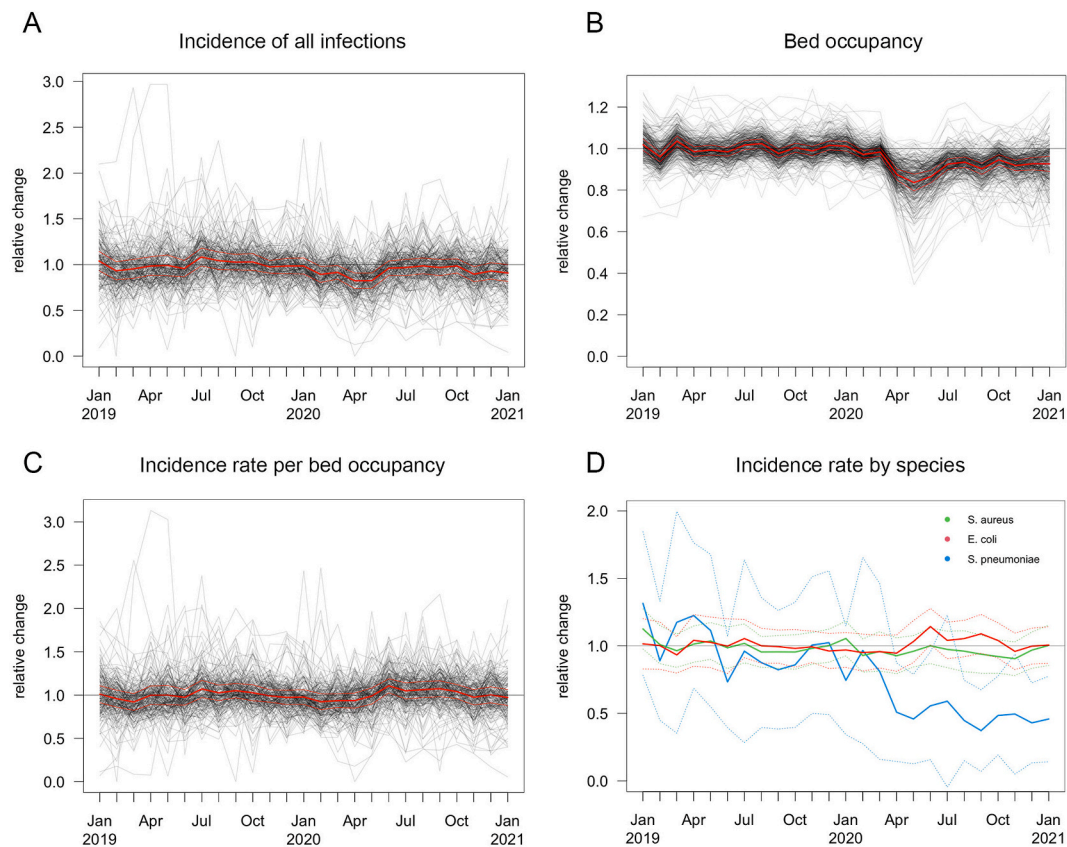 A
Incidence of all infections
relative change
3.0
2.5
2.0
1.5
1.0
0.5
0.0
Jan Apr Jul Oct Jan Apr Jul Oct Jan
2019 2020 2021
B
Bed occupancy
relative change
1.2
1.0
0.8
0.6
0.4
0.2
0.0
Jan Apr Jul Oct Jan Apr Jul Oct Jan
2019 2020 2021
C
Incidence rate per bed occupancy
relative change
3.0
2.5
2.0
1.5
1.0
0.5
0.0
Jan Apr Jul Oct Jan Apr Jul Oct Jan
2019 2020 2021
D
Incidence rate by species
relative change
2.0
1.5
1.0
0.5
0.0
S. aureus
E. coli
S. pneumoniae
Jan Apr Jul Oct Jan Apr Jul Oct Jan
2019 2020 2021